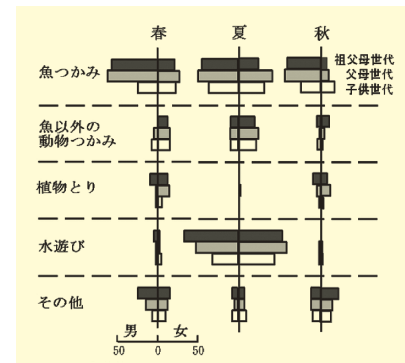 春 夏 秋
魚つかみ
祖父母世代
父母世代
子供世代
魚以外の
動物つかみ
植物とり
水遊び
その他
男 女
50 0 50